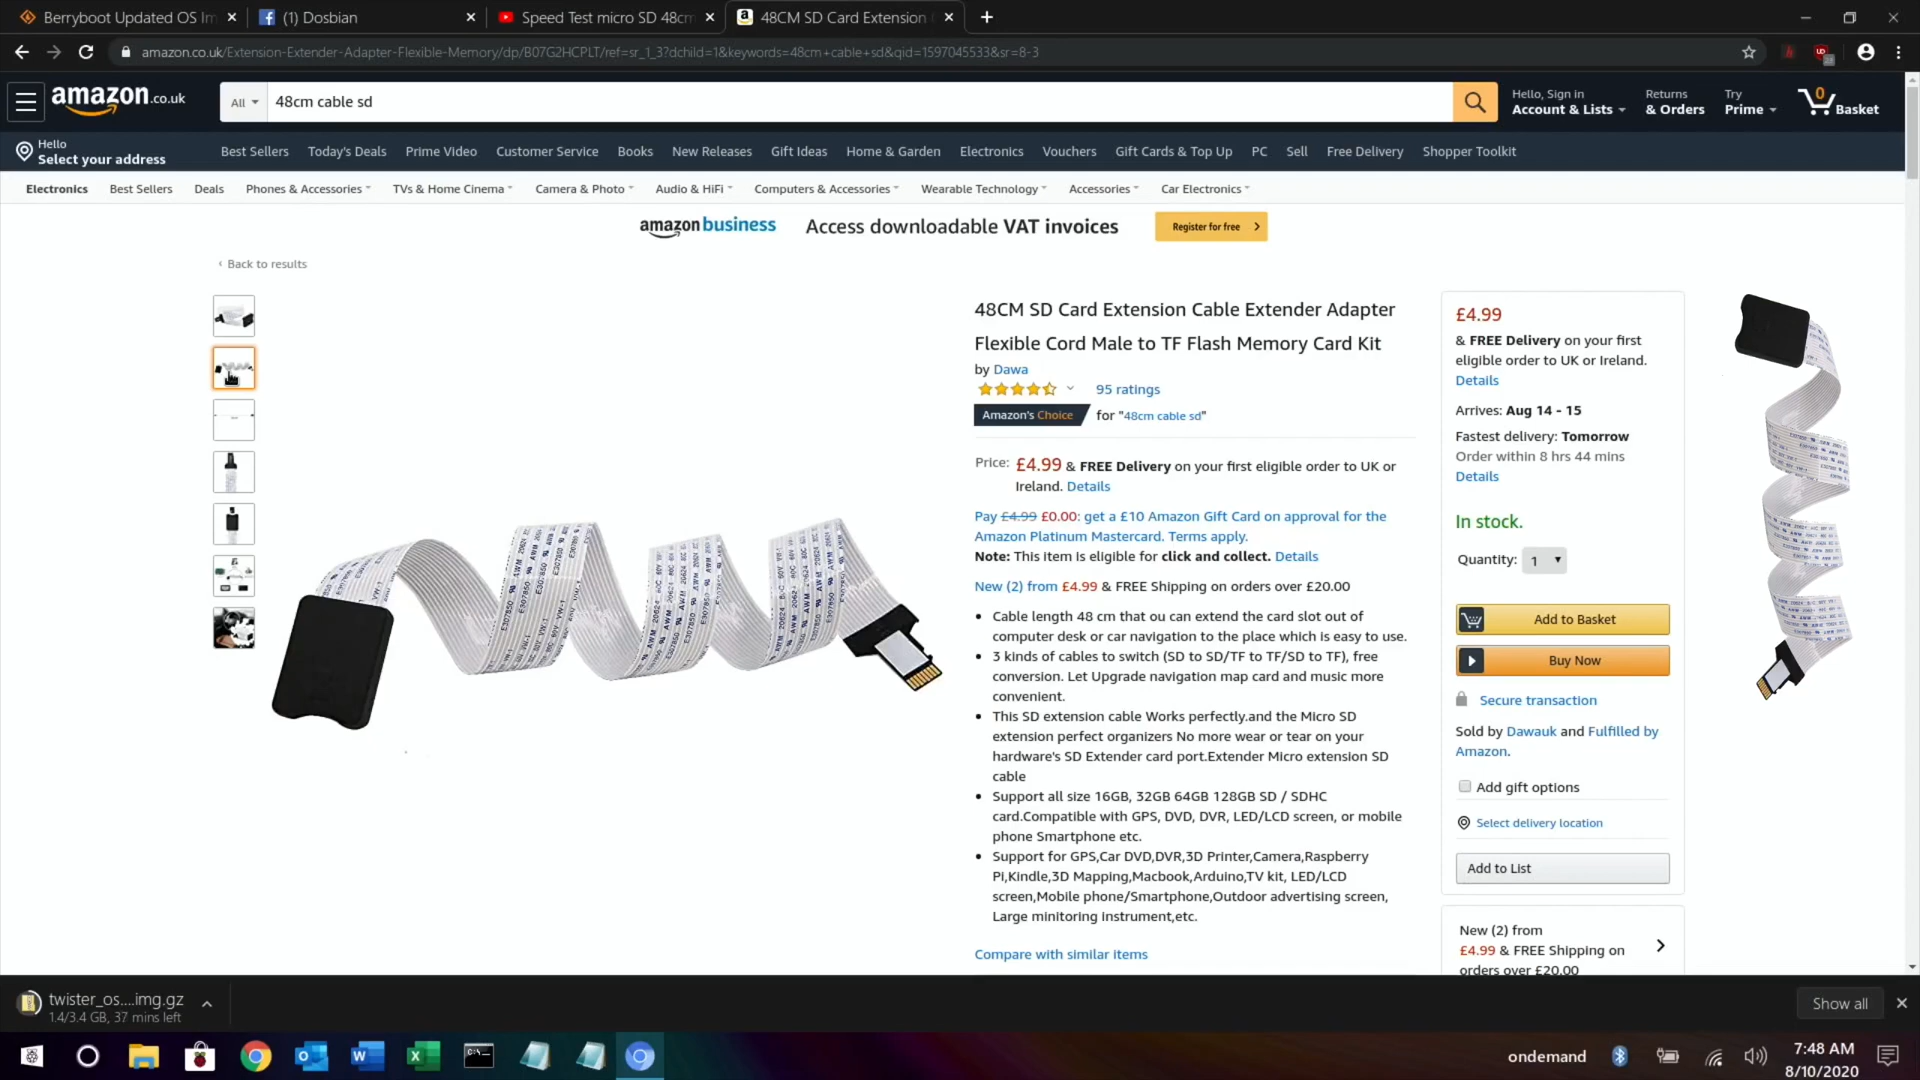 Berryboot Updated OS Im
(1) Dosbian
Speed Test micro SD 48cm
48CM SD Card Extension
amazon.co.uk/Extension-Extender-Adapter-Flexible-Memory/dp/B07G2HCPLT/ref=sr_1_3?dchild=1&keywords=48cm+cable+sd&qid=1597045533&sr=8-3
amazon.co.uk
All
48cm cable sd
Hello, Sign in
Account & Lists
Returns
& Orders
Try
Prime
0
Basket
Hello
Select your address
Best Sellers
Today's Deals
Prime Video
Customer Service
Books
New Releases
Gift Ideas
Home & Garden
Electronics
Vouchers
Gift Cards & Top Up
PC
Sell
Free Delivery
Shopper Toolkit
Electronics
Best Sellers
Deals
Phones & Accessories
TVs & Home Cinema
Camera & Photo
Audio & HiFi
Computers & Accessories
Wearable Technology
Accessories
Car Electronics
amazon business
Access downloadable VAT invoices
Register for free
‹ Back to results
48CM SD Card Extension Cable Extender Adapter
Flexible Cord Male to TF Flash Memory Card Kit
by Dawa
95 ratings
Amazon's Choice for "48cm cable sd"
Price: £4.99 & FREE Delivery on your first eligible order to UK or
Ireland. Details
Pay £4.99 £0.00: get a £10 Amazon Gift Card on approval for the
Amazon Platinum Mastercard. Terms apply.
Note: This item is eligible for click and collect. Details
New (2) from £4.99 & FREE Shipping on orders over £20.00
• Cable length 48 cm that ou can extend the card slot out of
computer desk or car navigation to the place which is easy to use.
• 3 kinds of cables to switch (SD to SD/TF to TF/SD to TF), free
conversion. Let Upgrade navigation map card and music more
convenient.
• This SD extension cable Works perfectly.and the Micro SD
extension perfect organizers No more wear or tear on your
hardware's SD Extender card port.Extender Micro extension SD
cable
• Support all size 16GB, 32GB 64GB 128GB SD / SDHC
card.Compatible with GPS, DVD, DVR, LED/LCD screen, or mobile
phone Smartphone etc.
• Support for GPS,Car DVD,DVR,3D Printer,Camera,Raspberry
Pi,Kindle,3D Mapping,Macbook,Arduino,TV kit, LED/LCD
screen,Mobile phone/Smartphone,Outdoor advertising screen,
Large minitoring instrument,etc.
Compare with similar items
£4.99
& FREE Delivery on your first
eligible order to UK or Ireland.
Details
Arrives: Aug 14 - 15
Fastest delivery: Tomorrow
Order within 8 hrs 44 mins
Details
In stock.
Quantity: 1
Add to Basket
Buy Now
Secure transaction
Sold by Dawauk and Fulfilled by
Amazon.
Add gift options
Select delivery location
Add to List
New (2) from
£4.99 & FREE Shipping on
orders over £20.00
twister_os....img.gz
1.4/3.4 GB, 37 mins left
Show all
ondemand
7:48 AM
8/10/2020